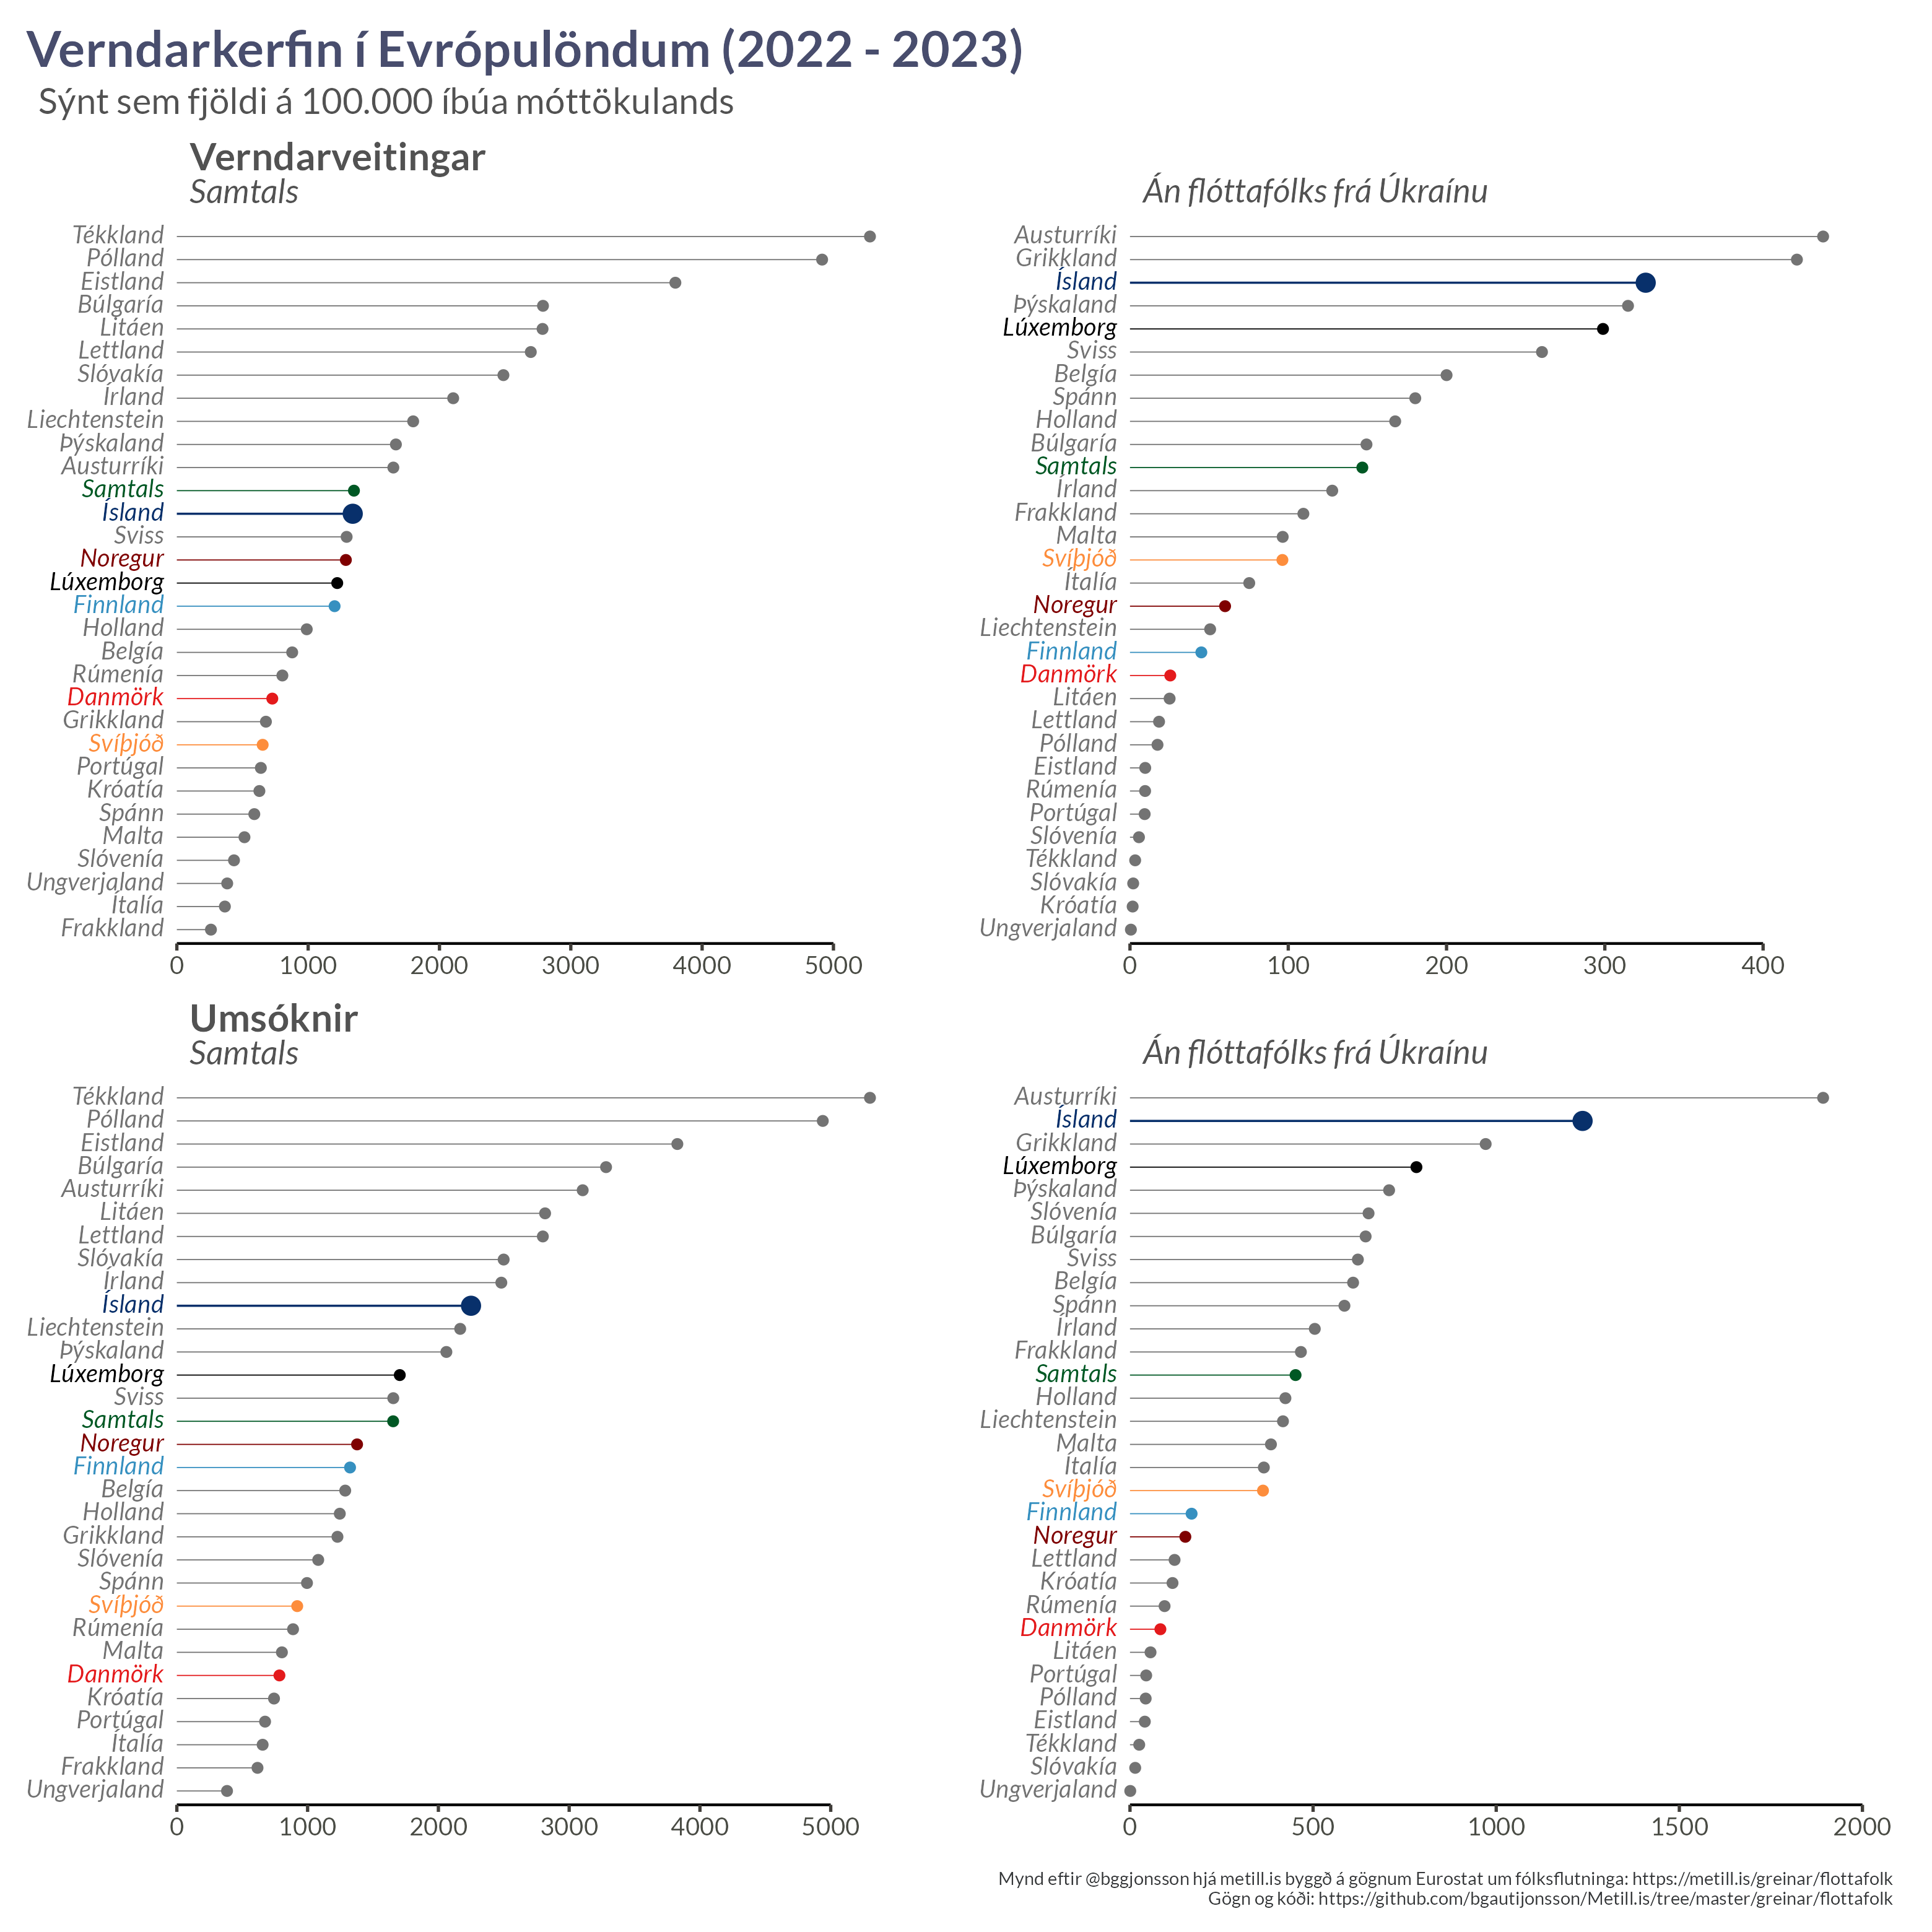 Verndarkerfin í Evrópulöndum (2022 - 2023)
Sýnt sem fjöldi á 100.000 íbúa móttökulands
Verndarveitingar
Samtals
Tékkland
Pólland
Eistland
Búlgaría
Litáen
Lettland
Slóvakía
Írland
Liechtenstein
Þýskaland
Austurríki
Samtals
Ísland
Sviss
Noregur
Lúxemborg
Finnland
Holland
Belgía
Rúmenía
Danmörk
Grikkland
Svíþjóð
Portúgal
Króatía
Spánn
Malta
Slóvenía
Ungverjaland
Ítalía
Frakkland
0 1000 2000 3000 4000 5000
Án flóttafólks frá Úkraínu
Austurríki
Grikkland
Ísland
Þýskaland
Lúxemborg
Sviss
Belgía
Spánn
Holland
Búlgaría
Samtals
Írland
Frakkland
Malta
Svíþjóð
Ítalía
Noregur
Liechtenstein
Finnland
Danmörk
Litáen
Lettland
Pólland
Eistland
Rúmenía
Portúgal
Slóvenía
Tékkland
Slóvakía
Króatía
Ungverjaland
0 100 200 300 400
Umsóknir
Samtals
Tékkland
Pólland
Eistland
Búlgaría
Austurríki
Litáen
Lettland
Slóvakía
Írland
Ísland
Liechtenstein
Þýskaland
Lúxemborg
Sviss
Samtals
Noregur
Finnland
Belgía
Holland
Grikkland
Slóvenía
Spánn
Svíþjóð
Rúmenía
Malta
Danmörk
Króatía
Portúgal
Ítalía
Frakkland
Ungverjaland
0 1000 2000 3000 4000 5000
Án flóttafólks frá Úkraínu
Austurríki
Ísland
Grikkland
Lúxemborg
Þýskaland
Slóvenía
Búlgaría
Sviss
Belgía
Spánn
Írland
Frakkland
Samtals
Holland
Liechtenstein
Malta
Ítalía
Svíþjóð
Finnland
Noregur
Lettland
Króatía
Rúmenía
Danmörk
Litáen
Portúgal
Pólland
Eistland
Tékkland
Slóvakía
Ungverjaland
0 500 1000 1500 2000
Mynd eftir @bggjonsson hjá metill.is byggð á gögnum Eurostat um fólksflutninga: https://metill.is/greinar/flottafolk
Gögn og kóði: https://github.com/bgautijonsson/Metill.is/tree/master/greinar/flottafolk